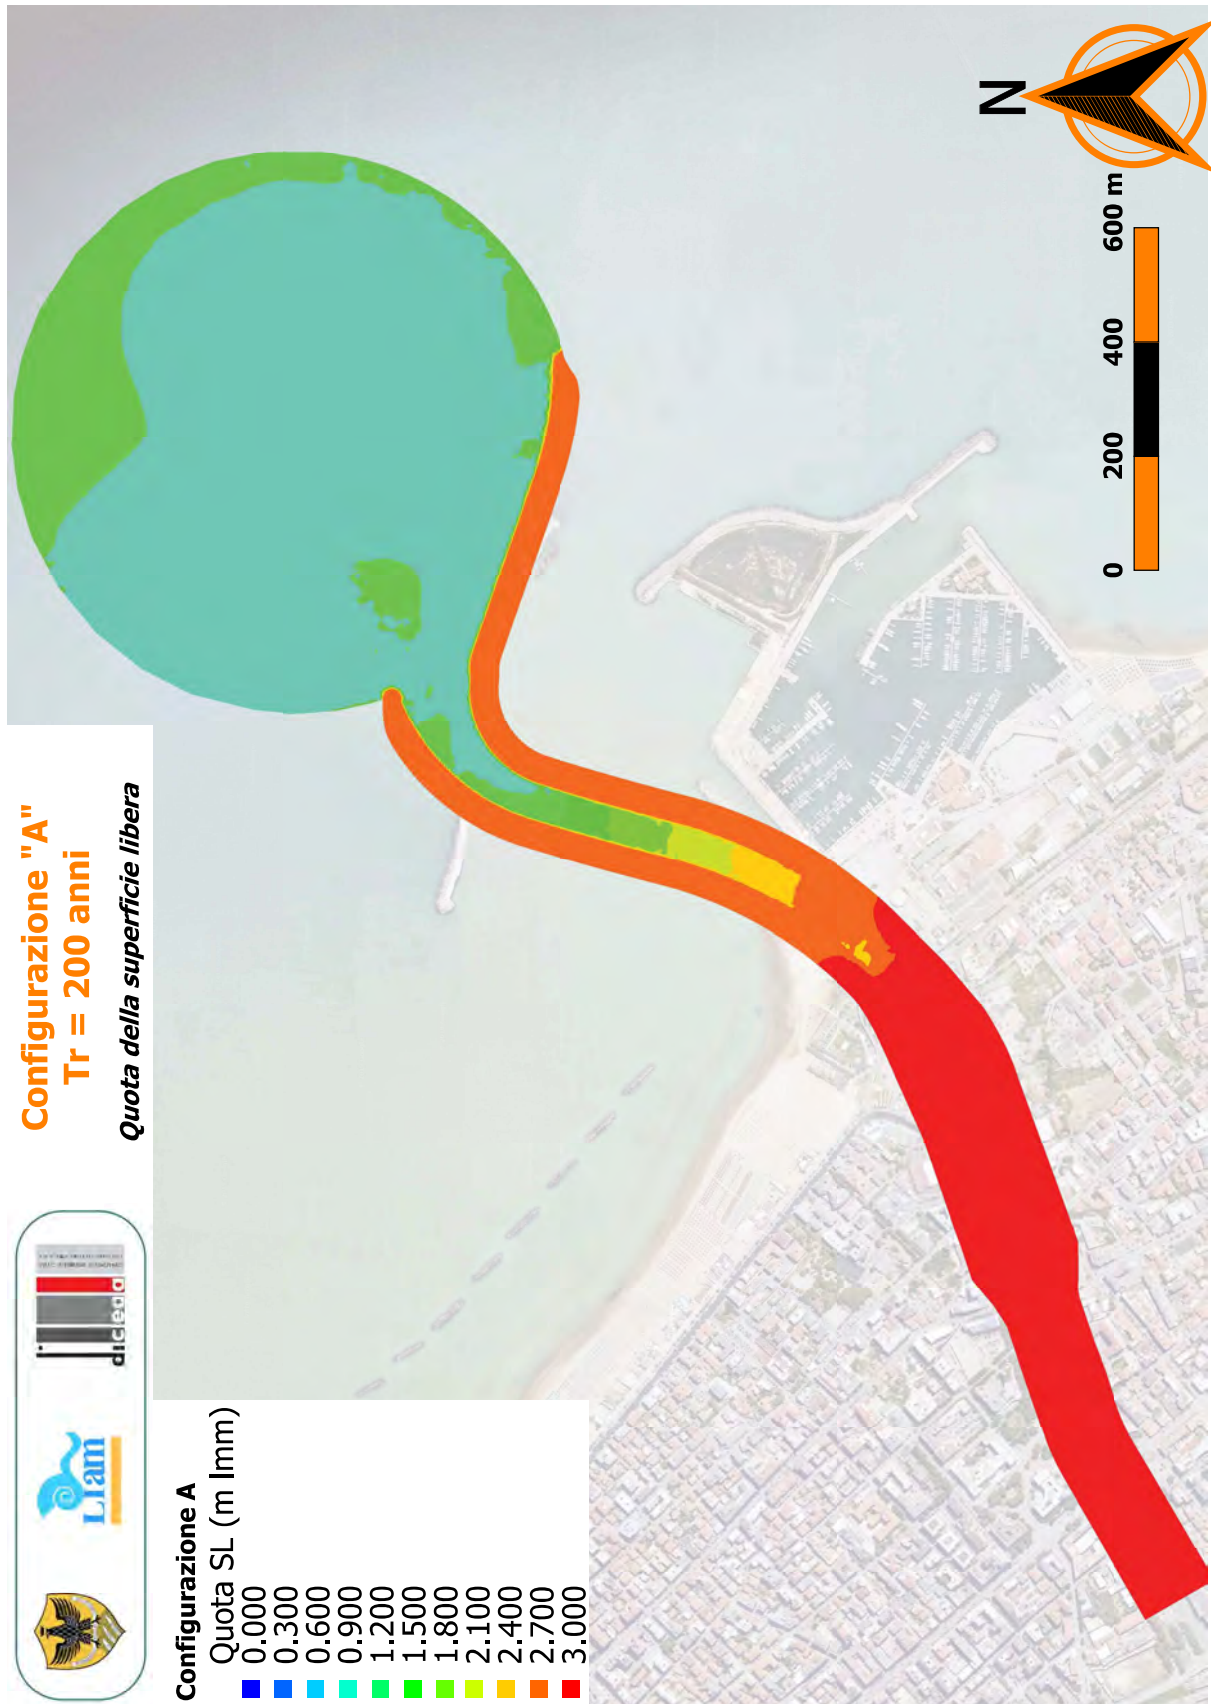 Configurazione "A"
Tr = 200 anni
Quota della superficie libera
LIam
dicea
Configurazione A
Quota SL (m lmm)
0.000
0.300
0.600
0.900
1.200
1.500
1.800
2.100
2.400
2.700
3.000
N
0 200 400 600 m